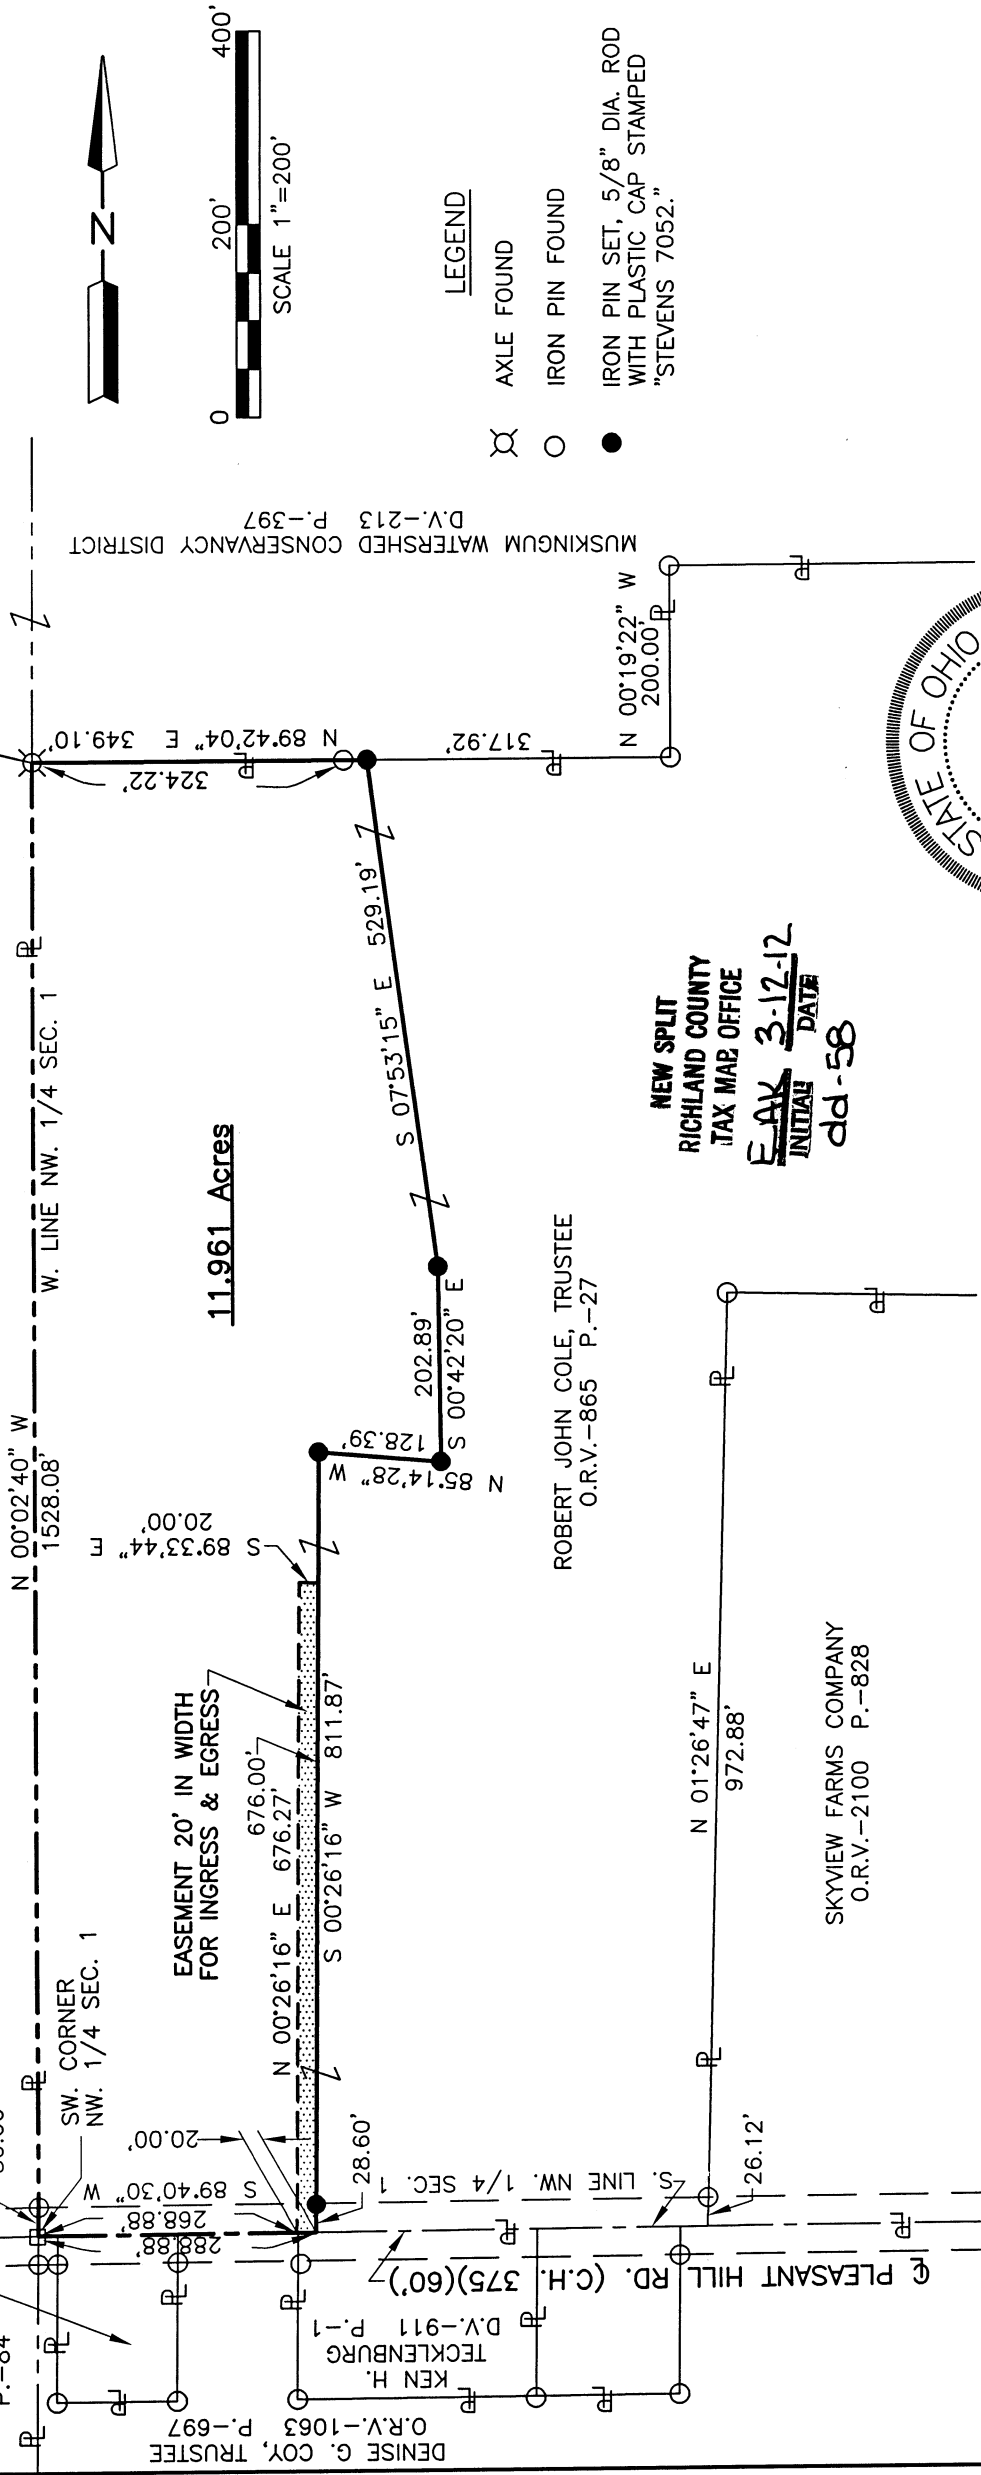 N
0 200' 400'
SCALE 1"=200'
LEGEND
AXLE FOUND
IRON PIN FOUND
IRON PIN SET, 5/8" DIA. ROD
WITH PLASTIC CAP STAMPED
"STEVENS 7052."
MUSKINGUM WATERSHED CONSERVANCY DISTRICT
D.V.-213 P.-397
N 00°02'40" W
1528.08'
W. LINE NW. 1/4 SEC. 1
N 89°42'04" E 349.10'
324.22'
317.92'
N 00°19'22" W
200.00'
S 07°53'15" E 529.19'
11.961 Acres
202.89'
S 00°42'20" E
N 85°14'28" W
128.39'
S 89°33'44" E
20.00'
EASEMENT 20' IN WIDTH
FOR INGRESS & EGRESS
676.00'
N 00°26'16" E 676.27'
S 00°26'16" W 811.87'
SW. CORNER
NW. 1/4 SEC. 1
20.00'
S 89°40'30" W
268.88'
288.88'
28.60'
S. LINE NW. 1/4 SEC. 1
26.12'
℄ PLEASANT HILL RD. (C.H. 375)(60')
ROBERT JOHN COLE, TRUSTEE
O.R.V.-865 P.-27
N 01°26'47" E
972.88'
SKYVIEW FARMS COMPANY
O.R.V.-2100 P.-828
KEN H.
TECKLENBURG
D.V.-911 P.-1
DENISE G. COY, TRUSTEE
O.R.V.-1063 P.-697
P.-84
NEW SPLIT
RICHLAND COUNTY
TAX MAP OFFICE
EAK 3-12-12
INITIAL DATE
dd-58
STATE OF OHIO